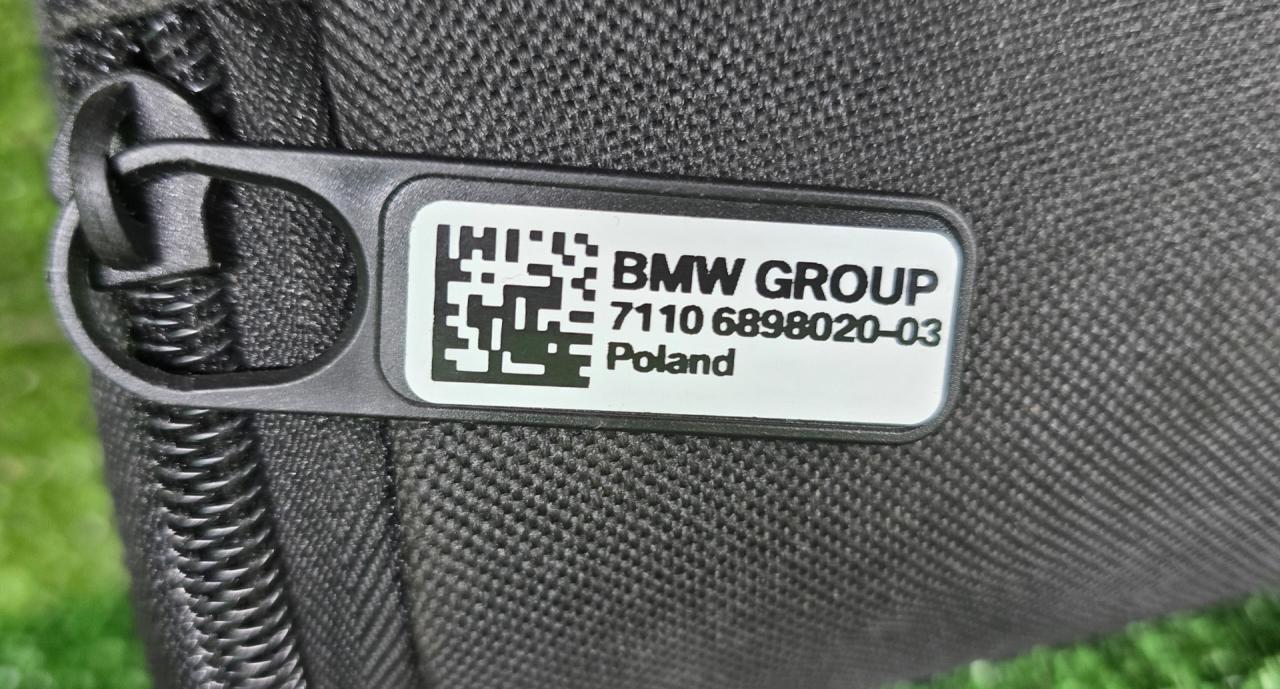 BMW GROUP
7110 6898020-03
Poland